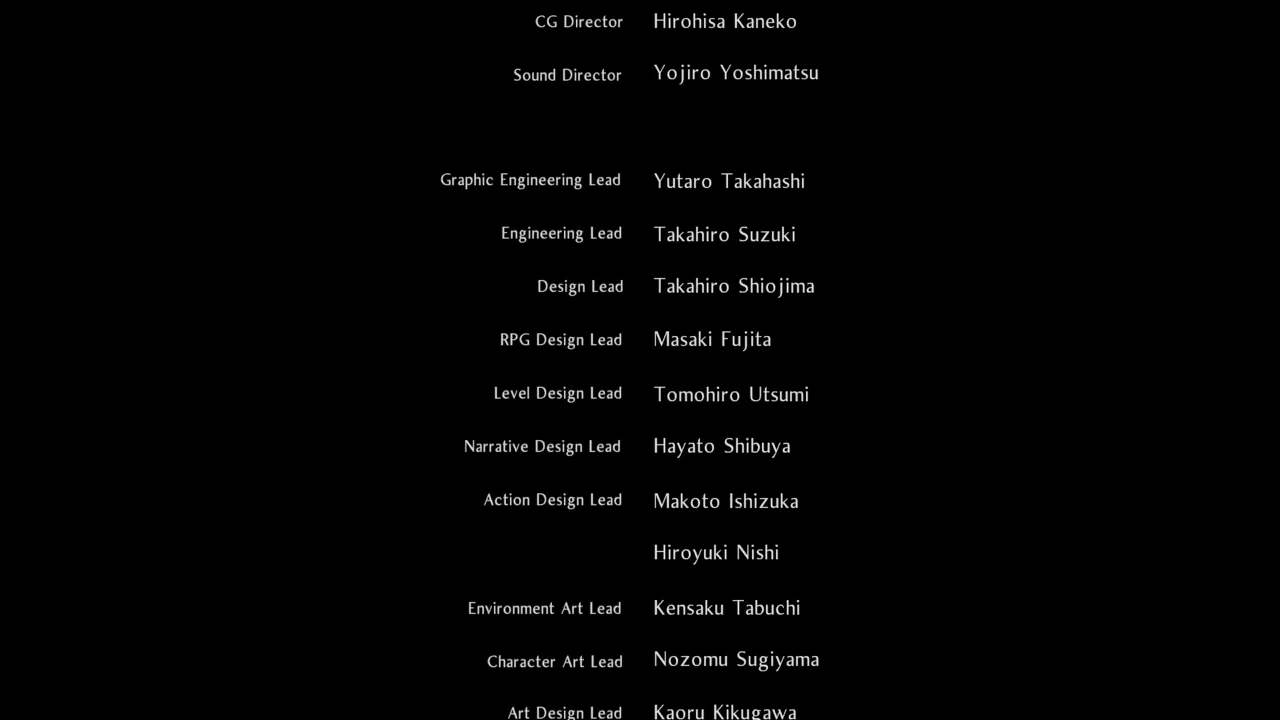 CG Director Hirohisa Kaneko
Sound Director Yojiro Yoshimatsu
Graphic Engineering Lead Yutaro Takahashi
Engineering Lead Takahiro Suzuki
Design Lead Takahiro Shiojima
RPG Design Lead Masaki Fujita
Level Design Lead Tomohiro Utsumi
Narrative Design Lead Hayato Shibuya
Action Design Lead Makoto Ishizuka
Hiroyuki Nishi
Environment Art Lead Kensaku Tabuchi
Character Art Lead Nozomu Sugiyama
Art Design Lead Kaoru Kikugawa